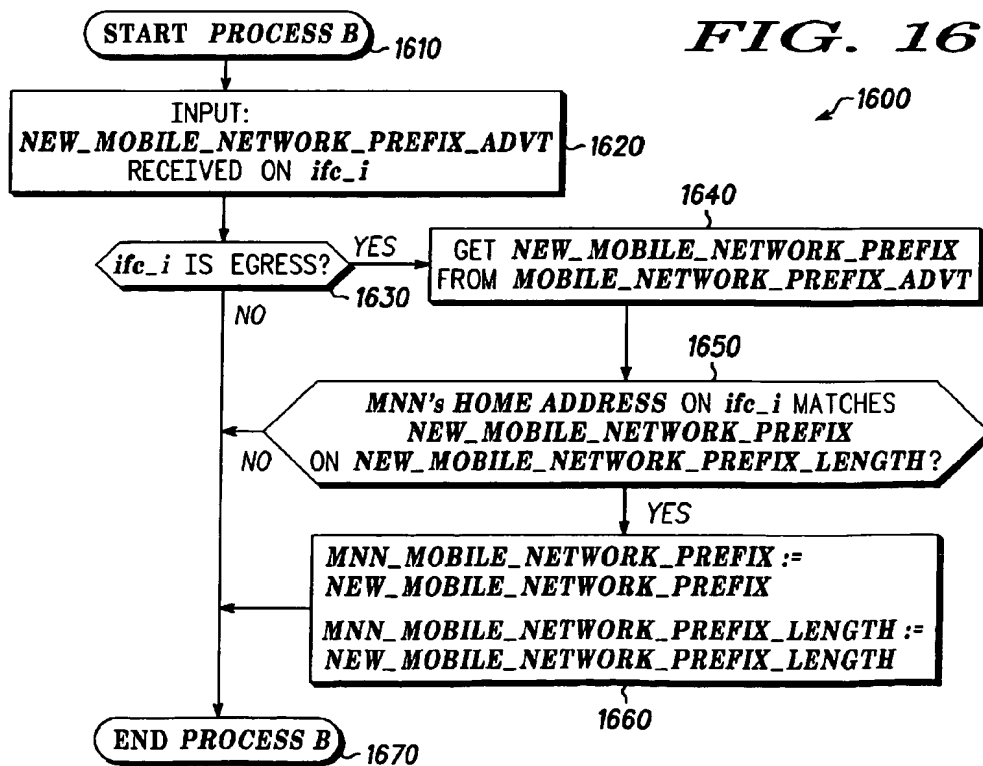 START PROCESS B
1610
FIG. 16
1600
INPUT:
NEW_MOBILE_NETWORK_PREFIX_ADVT
RECEIVED ON ifc_i
1620
ifc_i IS EGRESS?
YES
1630
NO
1640
GET NEW_MOBILE_NETWORK_PREFIX
FROM MOBILE_NETWORK_PREFIX_ADVT
1650
MNN's HOME ADDRESS ON ifc_i MATCHES
NEW_MOBILE_NETWORK_PREFIX
ON NEW_MOBILE_NETWORK_PREFIX_LENGTH?
NO
YES
MNN_MOBILE_NETWORK_PREFIX :=
NEW_MOBILE_NETWORK_PREFIX
MNN_MOBILE_NETWORK_PREFIX_LENGTH :=
NEW_MOBILE_NETWORK_PREFIX_LENGTH
1660
END PROCESS B
1670